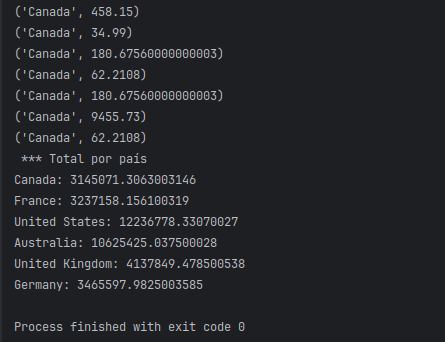 ('Canada', 458.15)
('Canada', 34.99)
('Canada', 180.67560000000003)
('Canada', 62.2108)
('Canada', 180.67560000000003)
('Canada', 9455.73)
('Canada', 62.2108)
*** Total por país
Canada: 3145071.3063003146
France: 3237158.156100319
United States: 12236778.33070027
Australia: 10625425.037500028
United Kingdom: 4137849.478500538
Germany: 3465597.9825003585
Process finished with exit code 0